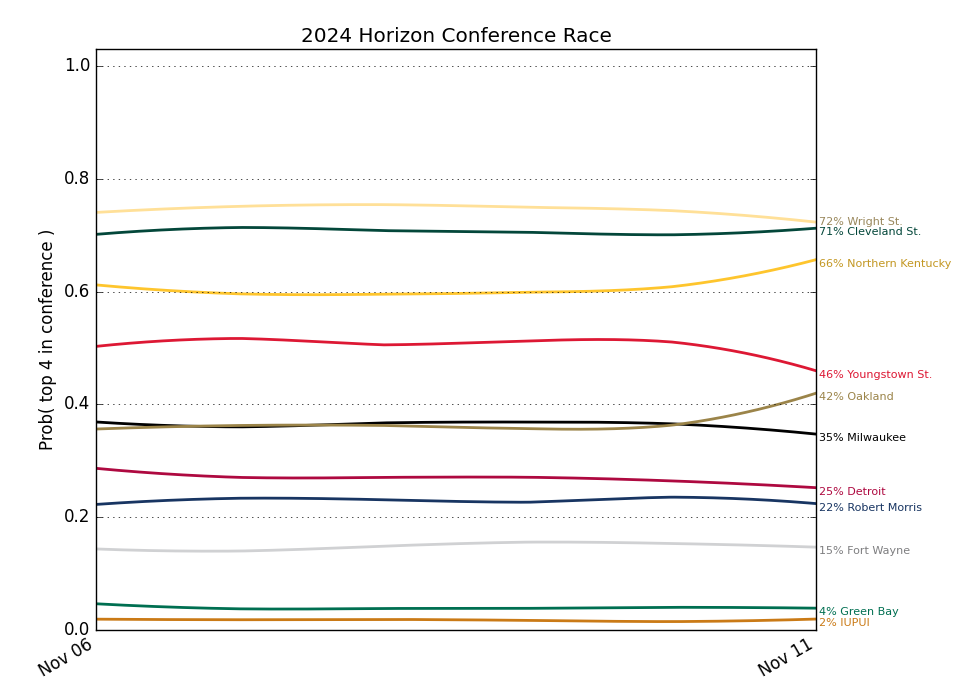 2024 Horizon Conference Race
Prob( top 4 in conference )
1.0
0.8
0.6
0.4
0.2
0.0
Nov 06
Nov 11
72% Wright St.
71% Cleveland St.
66% Northern Kentucky
46% Youngstown St.
42% Oakland
35% Milwaukee
25% Detroit
22% Robert Morris
15% Fort Wayne
4% Green Bay
2% IUPUI